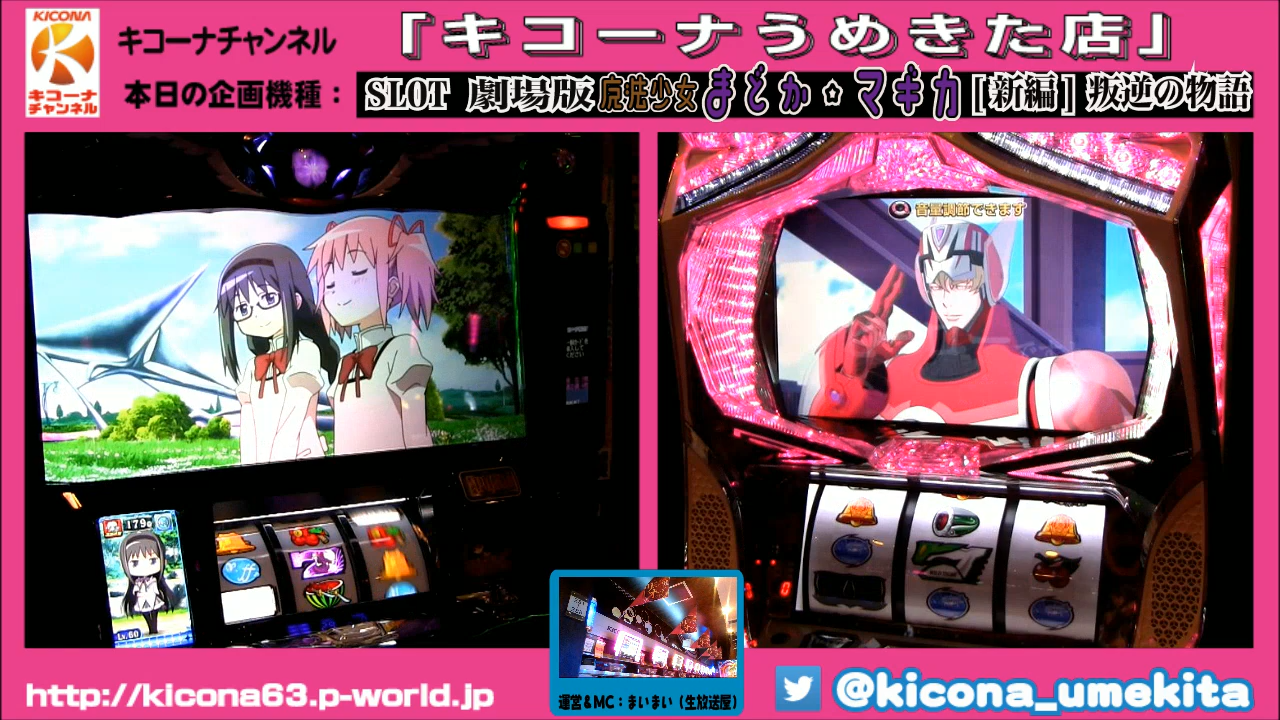 KICONA
キコーナ
チャンネル
キコーナチャンネル
「キコーナうめきた店」
本日の企画機種：
SLOT 劇場版 魔法少女まどか☆マギカ [新編] 叛逆の物語
音量調節できます
179
Lv.60
http://kicona63.p-world.jp
運営＆MC：まいまい（生放送屋）
@kicona_umekita